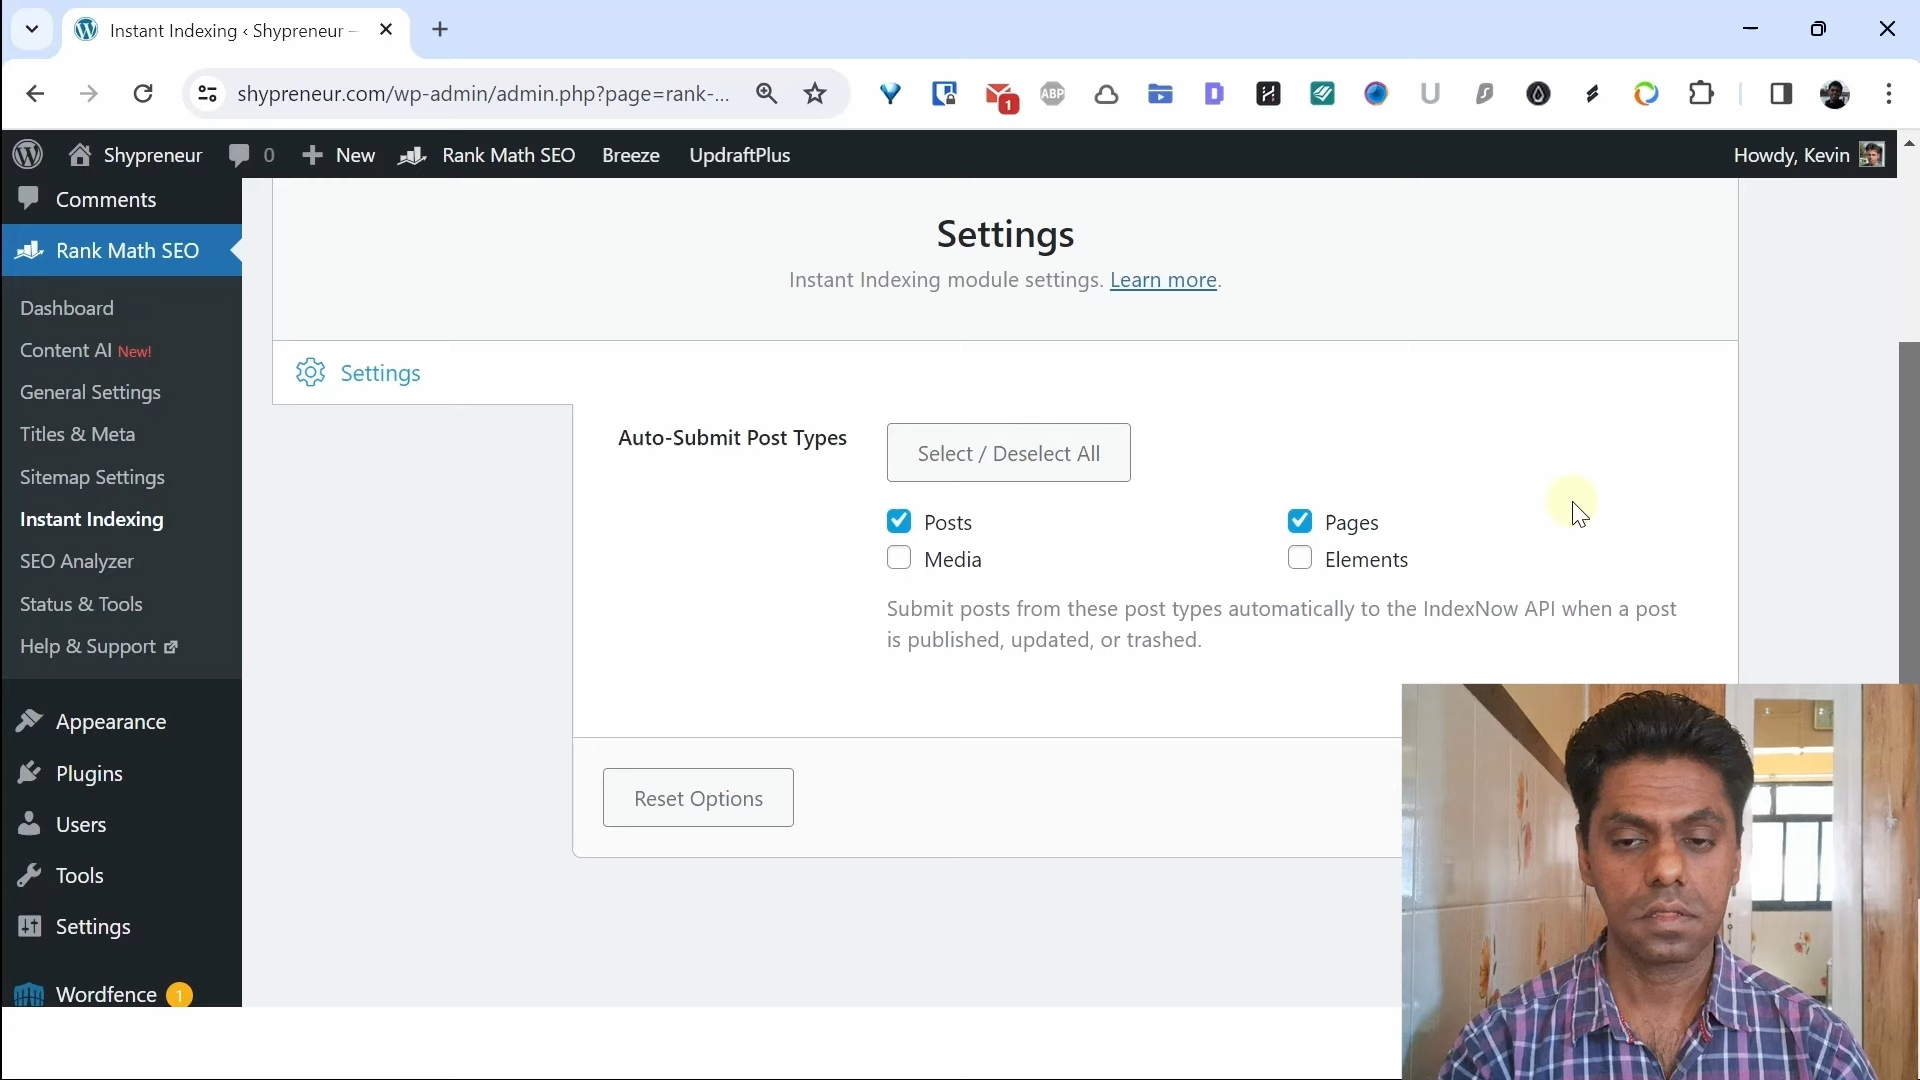 Instant Indexing ‹ Shypreneur –
shypreneur.com/wp-admin/admin.php?page=rank-...
1
ABP
Shypreneur
0
New
Rank Math SEO
Breeze
UpdraftPlus
Howdy, Kevin
Comments
Rank Math SEO
Dashboard
Content AI New!
General Settings
Titles & Meta
Sitemap Settings
Instant Indexing
SEO Analyzer
Status & Tools
Help & Support
Appearance
Plugins
Users
Tools
Settings
Wordfence 1
Settings
Instant Indexing module settings. Learn more.
Settings
Auto-Submit Post Types
Select / Deselect All
Posts
Pages
Media
Elements
Submit posts from these post types automatically to the IndexNow API when a post
is published, updated, or trashed.
Reset Options